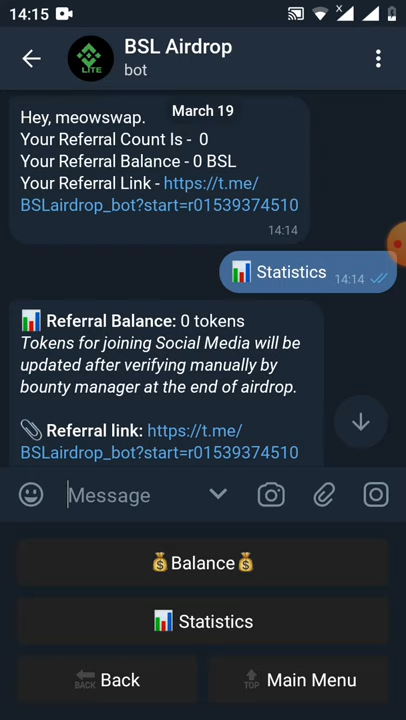 14:15
BSL Airdrop
bot
LITE
March 19
Hey, meowswap.
Your Referral Count Is - 0
Your Referral Balance - 0 BSL
Your Referral Link - https://t.me/
BSLairdrop_bot?start=r01539374510
14:14
📊 Statistics 14:14
📊 Referral Balance: 0 tokens
Tokens for joining Social Media will be
updated after verifying manually by
bounty manager at the end of airdrop.
📎 Referral link: https://t.me/
BSLairdrop_bot?start=r01539374510
Message
💰Balance💰
📊 Statistics
BACK Back
TOP Main Menu